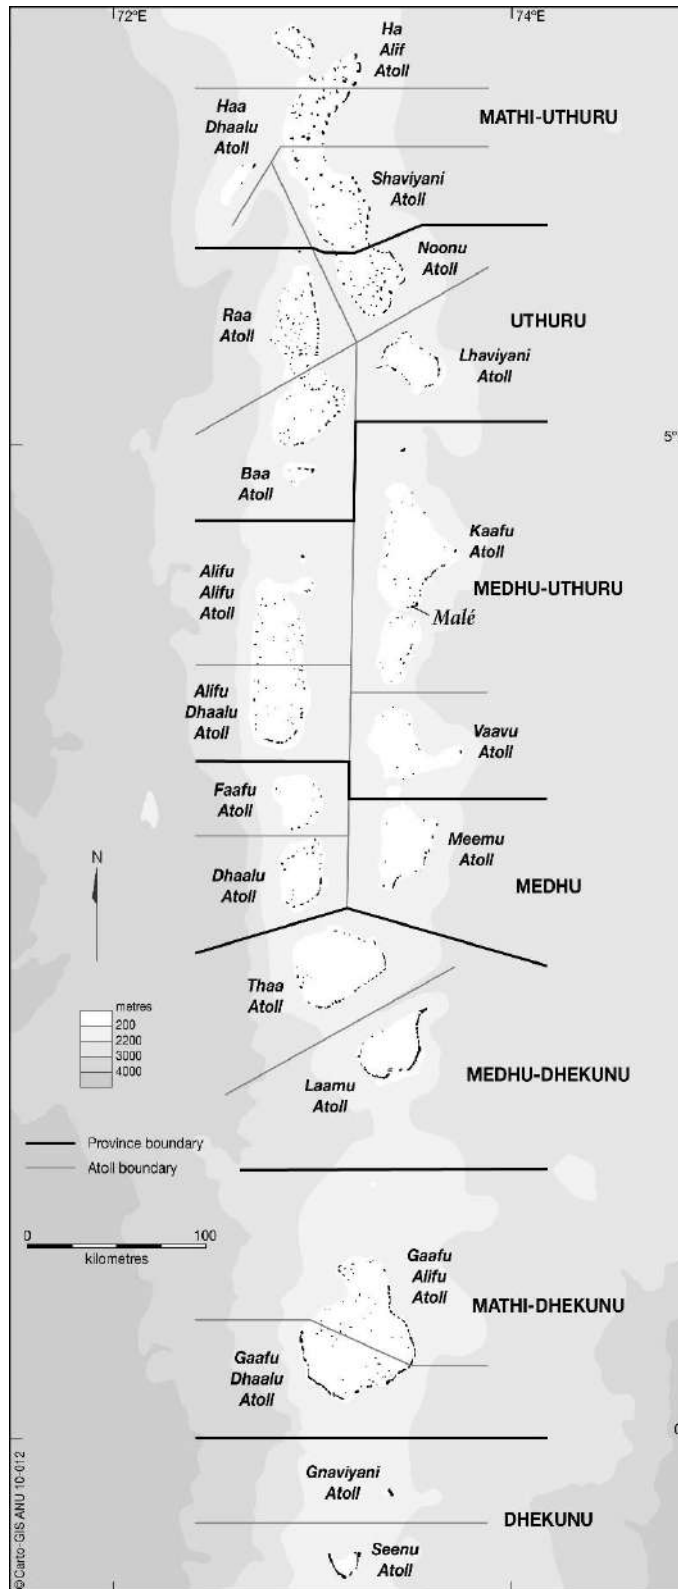 72°E
74°E
Ha
Alif
Atoll
Haa
Dhaalu
Atoll
MATHI-UTHURU
Shaviyani
Atoll
Noonu
Atoll
Raa
Atoll
UTHURU
Lhaviyani
Atoll
5°
Baa
Atoll
Kaafu
Atoll
Alifu
Alifu
Atoll
MEDHU-UTHURU
Malé
Alifu
Dhaalu
Atoll
Vaavu
Atoll
Faafu
Atoll
Meemu
Atoll
N
Dhaalu
Atoll
MEDHU
Thaa
Atoll
metres
200
2200
3000
4000
MEDHU-DHEKUNU
Laamu
Atoll
Province boundary
Atoll boundary
0 100
kilometres
Gaafu
Alifu
Atoll
MATHI-DHEKUNU
Gaafu
Dhaalu
Atoll
0
Gnaviyani
Atoll
DHEKUNU
Seenu
Atoll
© Carto-GIS ANU 10-012